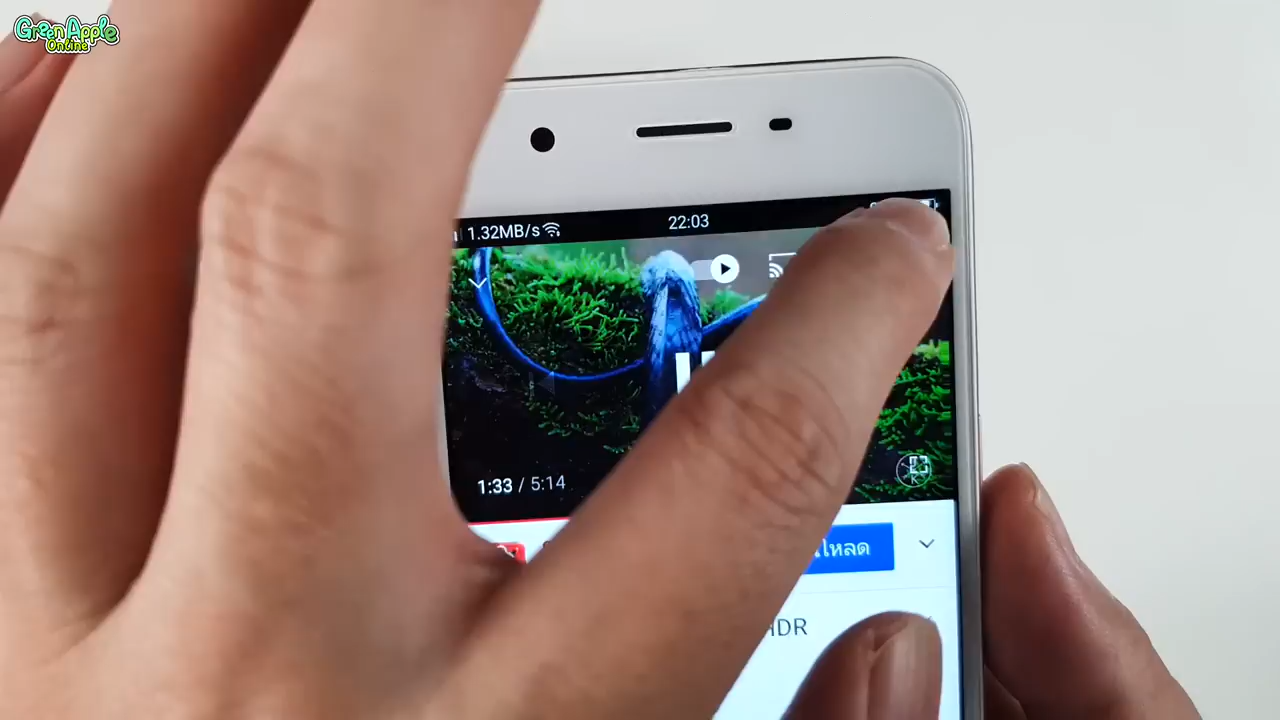 Green Apple
Online
1.32MB/s
22:03
1:33 / 5:14
โหลด
HDR